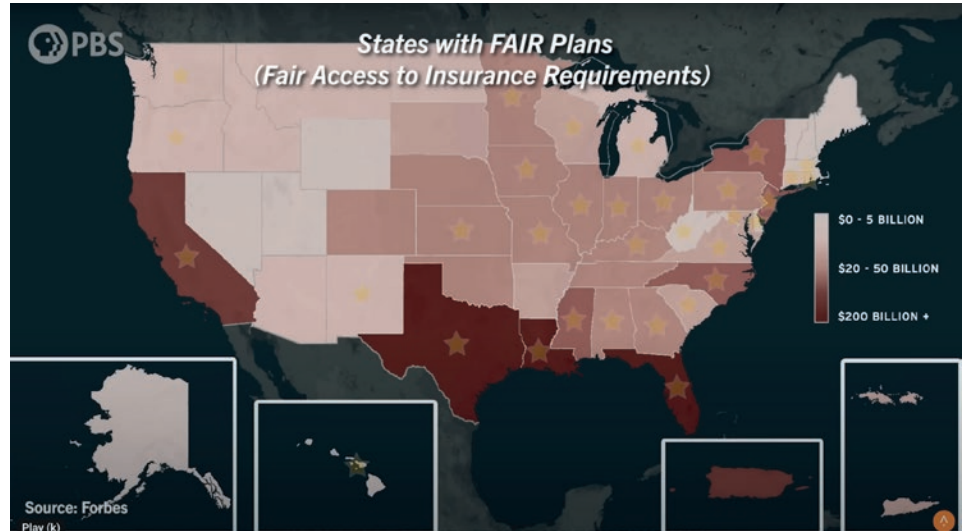 PBS
States with FAIR Plans
(Fair Access to Insurance Requirements)
$0 - 5 BILLION
$20 - 50 BILLION
$200 BILLION +
Source: Forbes
Play (k)